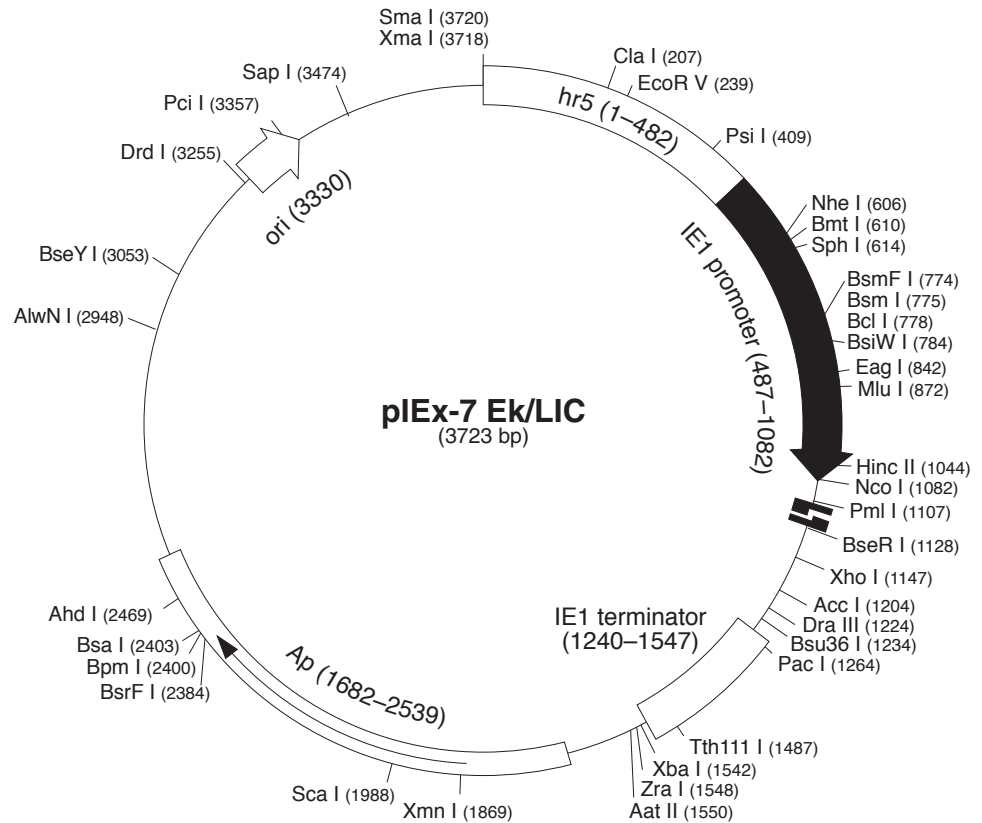 Sma I (3720)
Xma I (3718)
Cla I (207)
EcoR V (239)
hr5 (1–482)
Psi I (409)
Nhe I (606)
Bmt I (610)
Sph I (614)
IE1 promoter (487–1082)
BsmF I (774)
Bsm I (775)
Bcl I (778)
BsiW I (784)
Eag I (842)
Mlu I (872)
Hinc II (1044)
Nco I (1082)
Pml I (1107)
BseR I (1128)
Xho I (1147)
Acc I (1204)
Dra III (1224)
Bsu36 I (1234)
Pac I (1264)
IE1 terminator
(1240–1547)
Tth111 I (1487)
Xba I (1542)
Zra I (1548)
Aat II (1550)
Xmn I (1869)
Sca I (1988)
Ap (1682–2539)
BsrF I (2384)
Bpm I (2400)
Bsa I (2403)
Ahd I (2469)
AlwN I (2948)
BseY I (3053)
Drd I (3255)
Pci I (3357)
Sap I (3474)
ori (3330)
pIEx-7 Ek/LIC
(3723 bp)